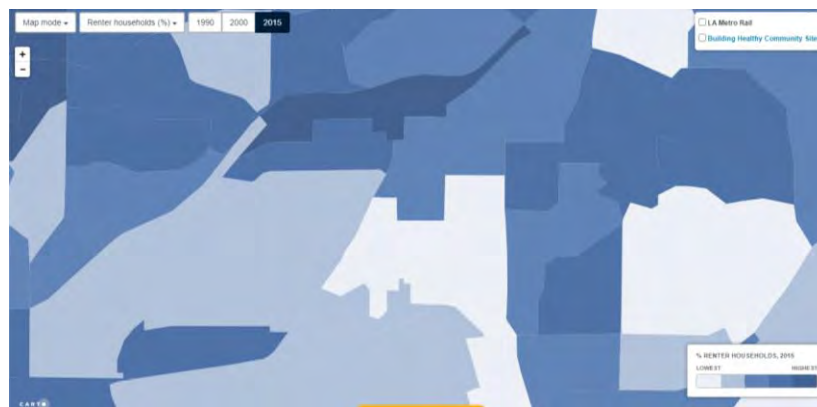 Map mode
Renter households (%)
1990
2000
2015
LA Metro Rail
Building Healthy Community Site
+
−
% RENTER HOUSEHOLDS, 2015
LOWEST
HIGHEST
CARTO